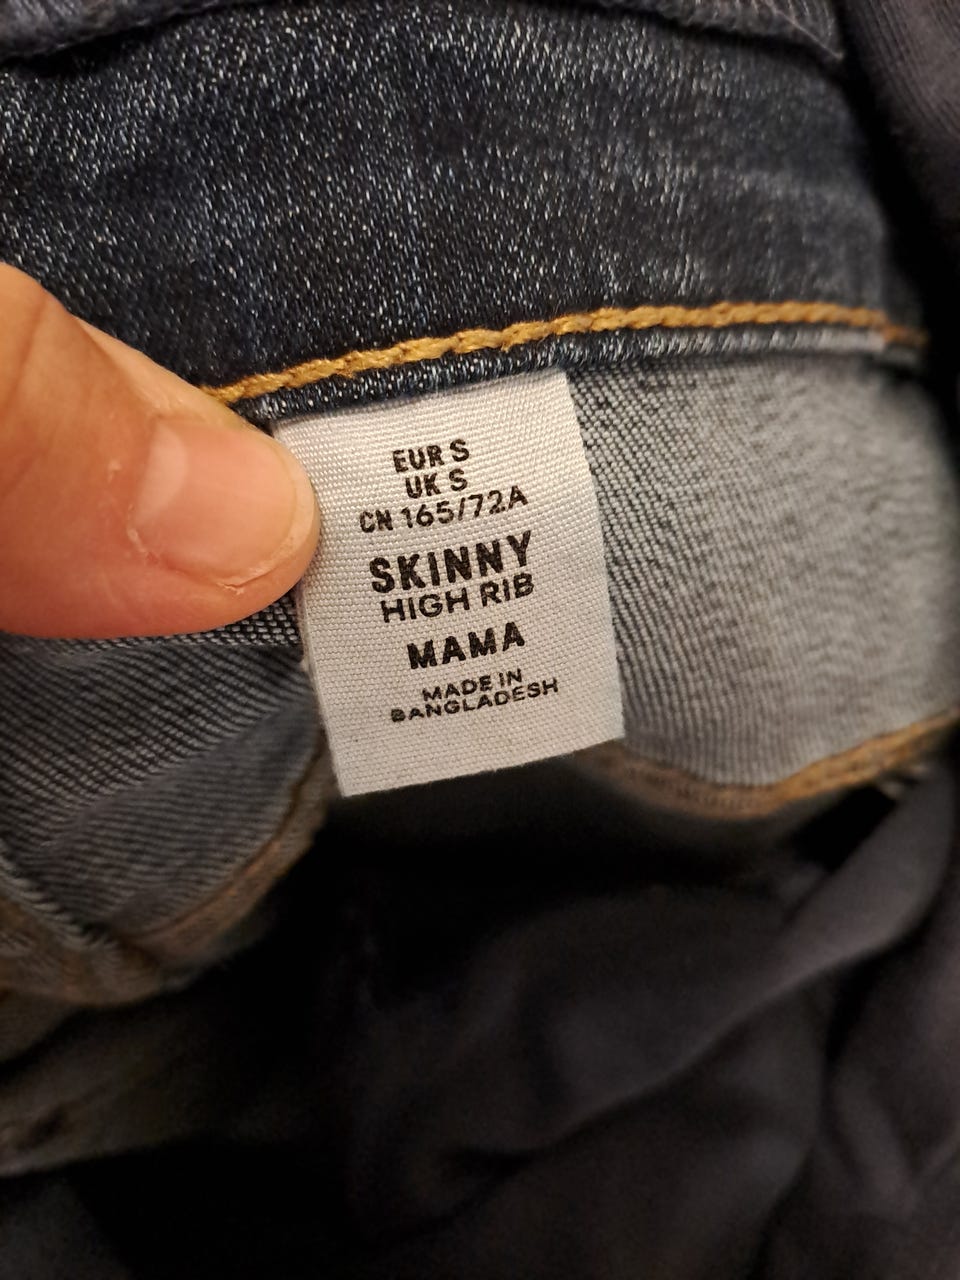 EUR S
UK S
CN 165/72A
SKINNY
HIGH RIB
MAMA
MADE IN
BANGLADESH